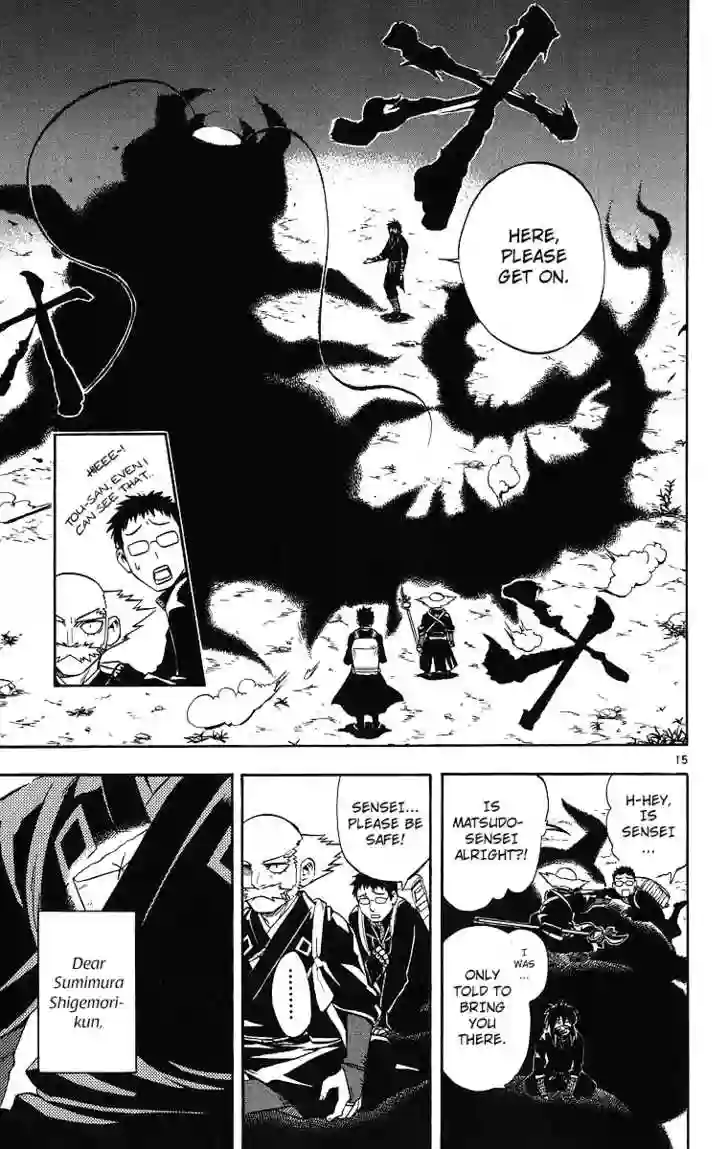 HERE,
PLEASE
GET ON.
HIEEE-!
TOU-SAN, EVEN I
CAN SEE THAT.
15
H-HEY,
IS
SENSEI
...
IS
MATSUDO-
SENSEI
ALRIGHT?!
I
WAS
...
ONLY
TOLD TO
BRING
YOU
THERE.
SENSEI...
PLEASE BE
SAFE!
........
Dear
Sumimura
Shigemori-
kun,